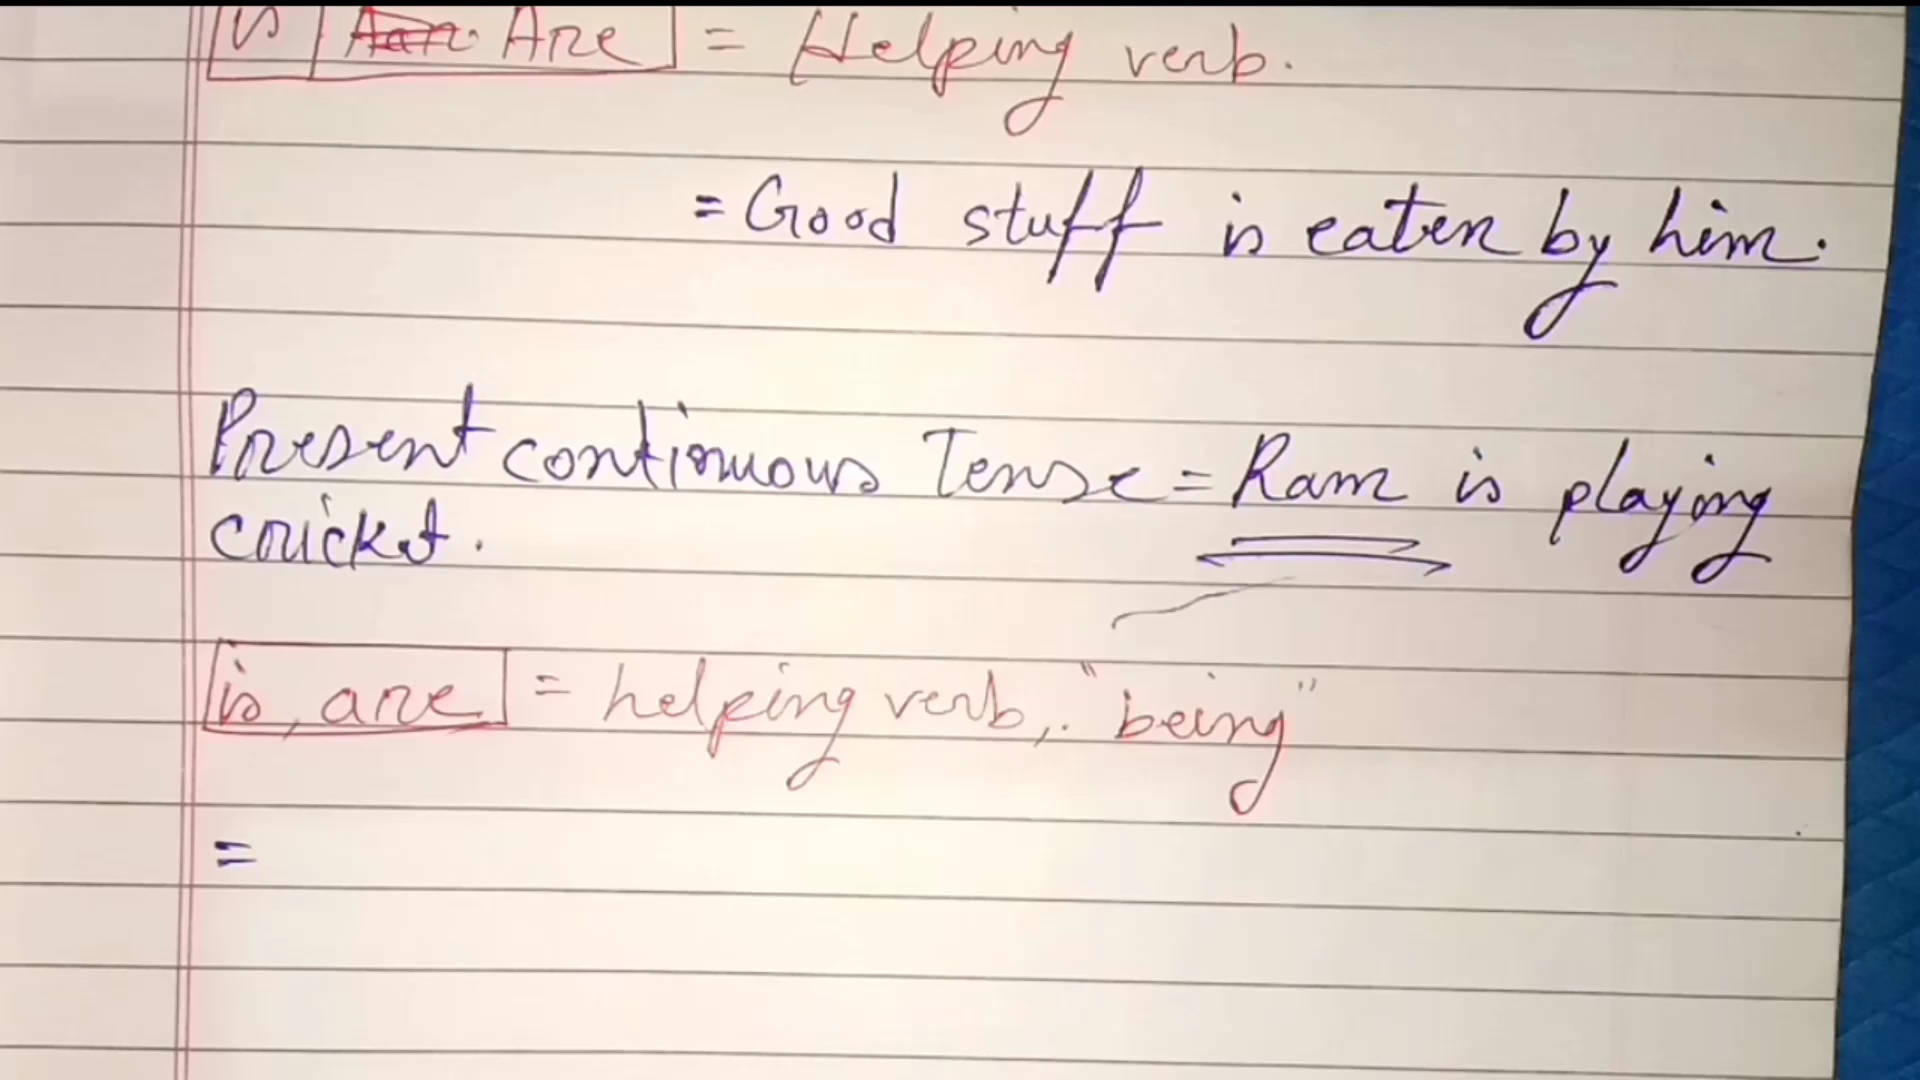 is Are = Helping verb.
= Good stuff is eaten by him.
Present continuous Tense = Ram is playing
cricket.
is, are = helping verb, "being"
=